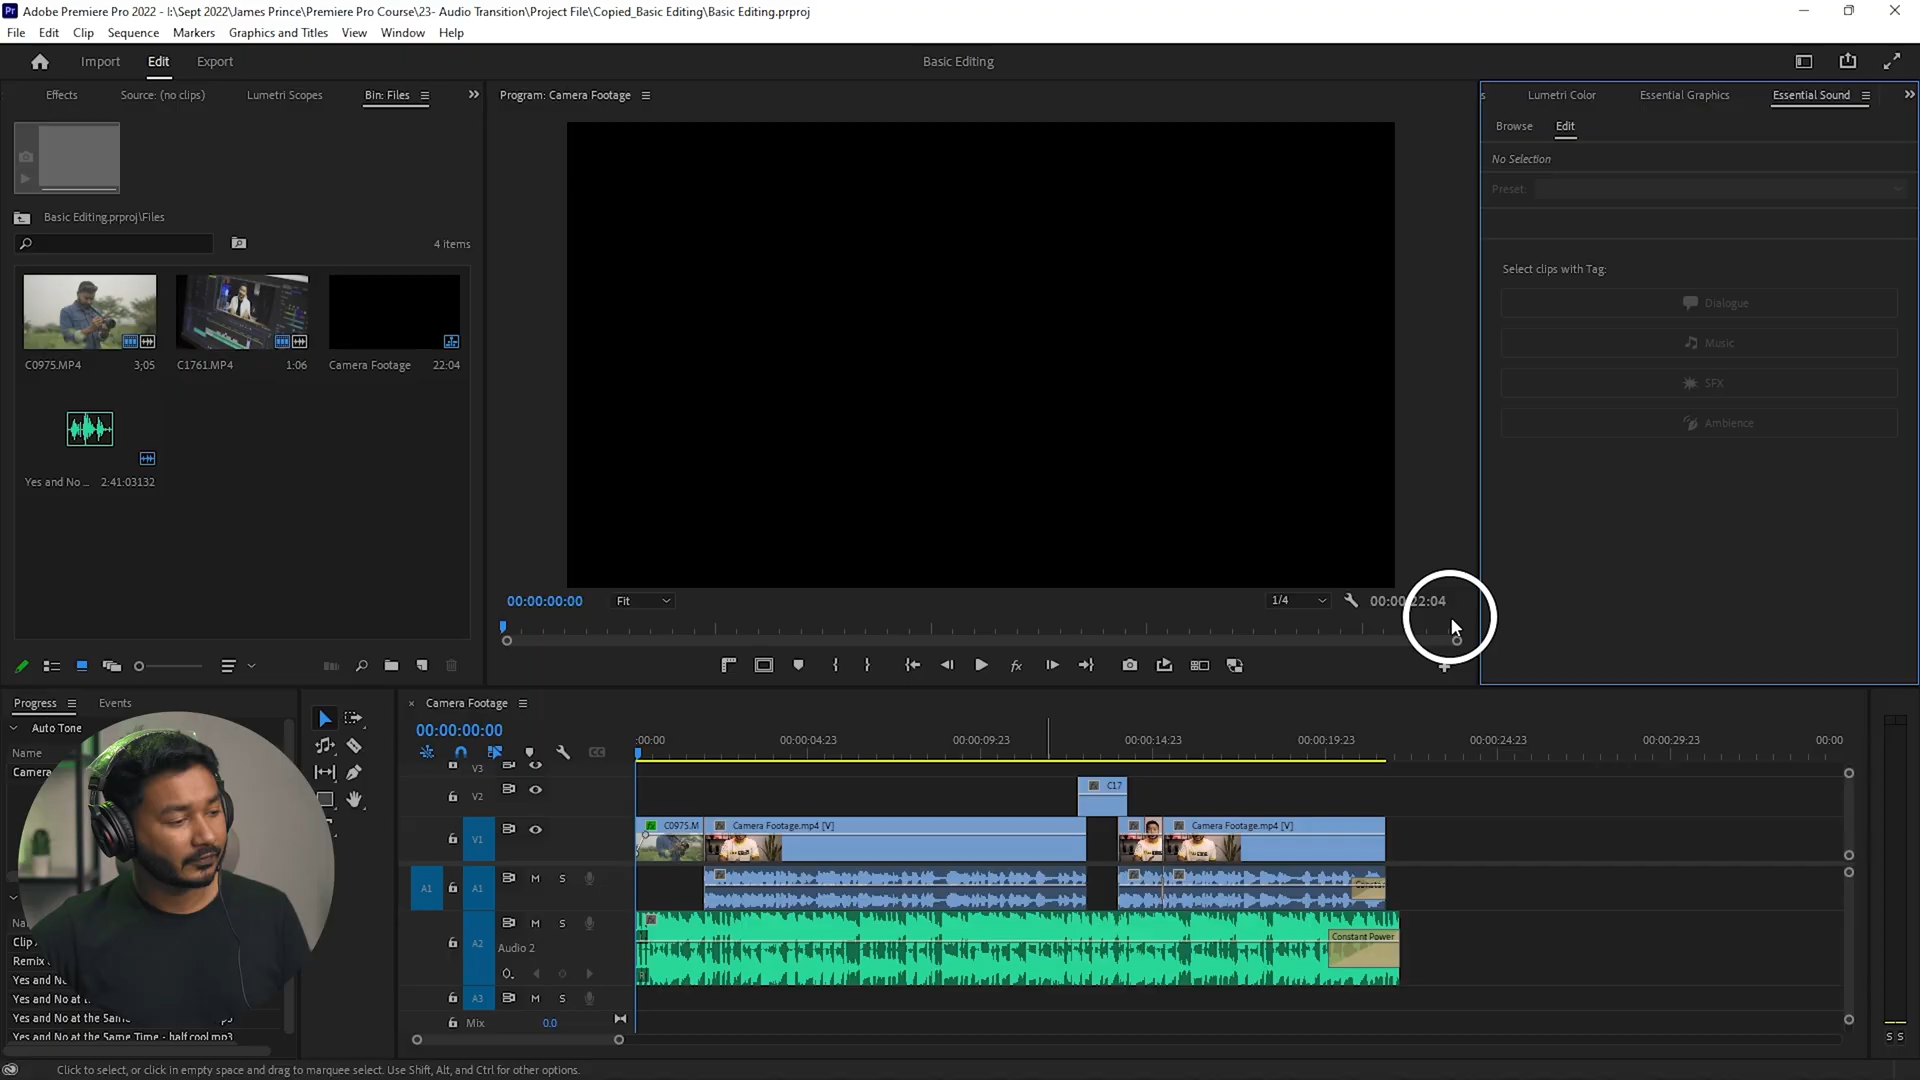 Adobe Premiere Pro 2022 - I:\Sept 2022\James Prince\Premiere Pro Course\23- Audio Transition\Project File\Copied_Basic Editing\Basic Editing.prproj
File Edit Clip Sequence Markers Graphics and Titles View Window Help
Import Edit Export Basic Editing
Effects Source: (no clips) Lumetri Scopes Bin: Files
Program: Camera Footage
Lumetri Color Essential Graphics Essential Sound
Browse Edit
No Selection
Preset:
Basic Editing.prproj\Files
4 items
Select clips with Tag:
Dialogue
Music
SFX
Ambience
C0975.MP4 3;05 C1761.MP4 1:06 Camera Footage 22:04
Yes and No ... 2:41:03132
00:00:00:00 Fit 1/4 00:00:22:04
Progress Events
Auto Tone
Name
Camera
Clip
Remix
Yes and No
Yes and No at
Yes and No at the Same Time - half cool.mp3
Camera Footage
00:00:00:00
:00:00 00:00:04:23 00:00:09:23 00:00:14:23 00:00:19:23 00:00:24:23 00:00:29:23 00:00
V3
V2 C17
V1 C0975.M Camera Footage.mp4 [V] Camera Footage.mp4 [V]
A1 A1 M S
A2 M S
Audio 2 Constant Power
A3 M S
Mix 0.0
S S
Click to select, or click in empty space and drag to marquee select. Use Shift, Alt, and Ctrl for other options.